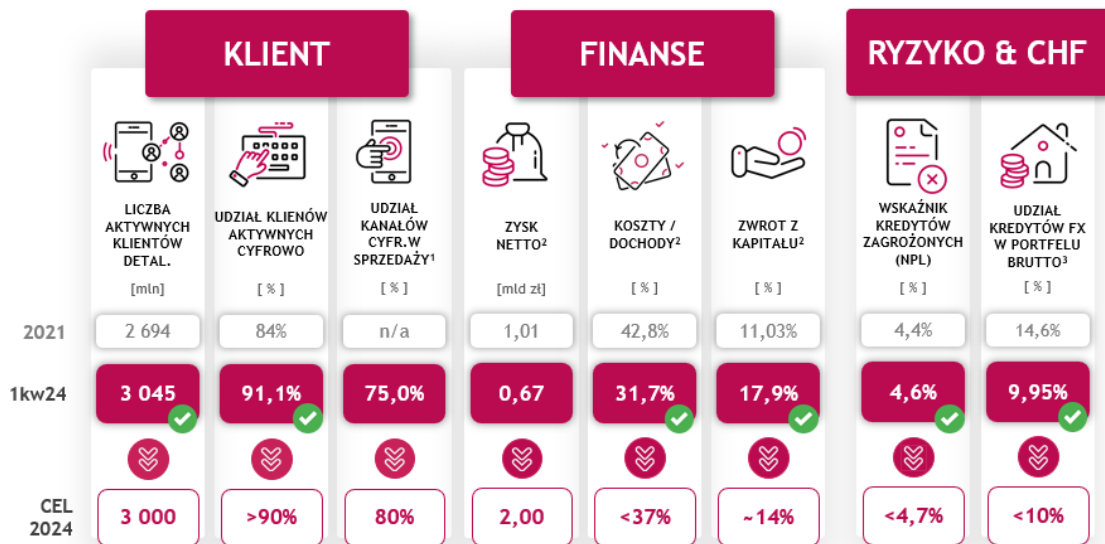 KLIENT
FINANSE
RYZYKO & CHF
LICZBA
AKTYWNYCH
KLIENTÓW
DETAL.
[mln]
UDZIAŁ KLIENÓW
AKTYWNYCH
CYFROWO
[ % ]
UDZIAŁ
KANAŁÓW
CYFR.W
SPRZEDAŻY¹
[ % ]
ZYSK
NETTO²
[mld zł]
KOSZTY /
DOCHODY²
[ % ]
ZWROT Z
KAPITAŁU²
[ % ]
WSKAŹNIK
KREDYTÓW
ZAGROŻONYCH
(NPL)
[ % ]
UDZIAŁ
KREDYTÓW FX
W PORTFELU
BRUTTO³
[ % ]
2021 2 694 84% n/a 1,01 42,8% 11,03% 4,4% 14,6%
1kw24 3 045 91,1% 75,0% 0,67 31,7% 17,9% 4,6% 9,95%
CEL
2024 3 000 >90% 80% 2,00 <37% ~14% <4,7% <10%